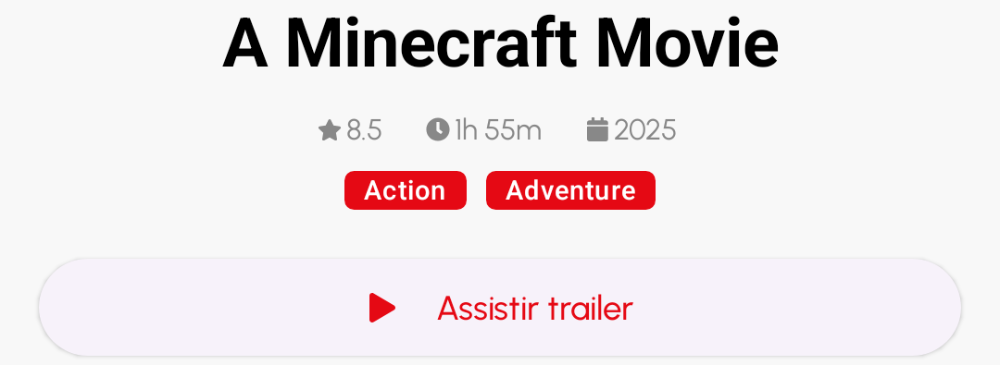 A Minecraft Movie
8.5 1h 55m 2025
Action Adventure
Assistir trailer